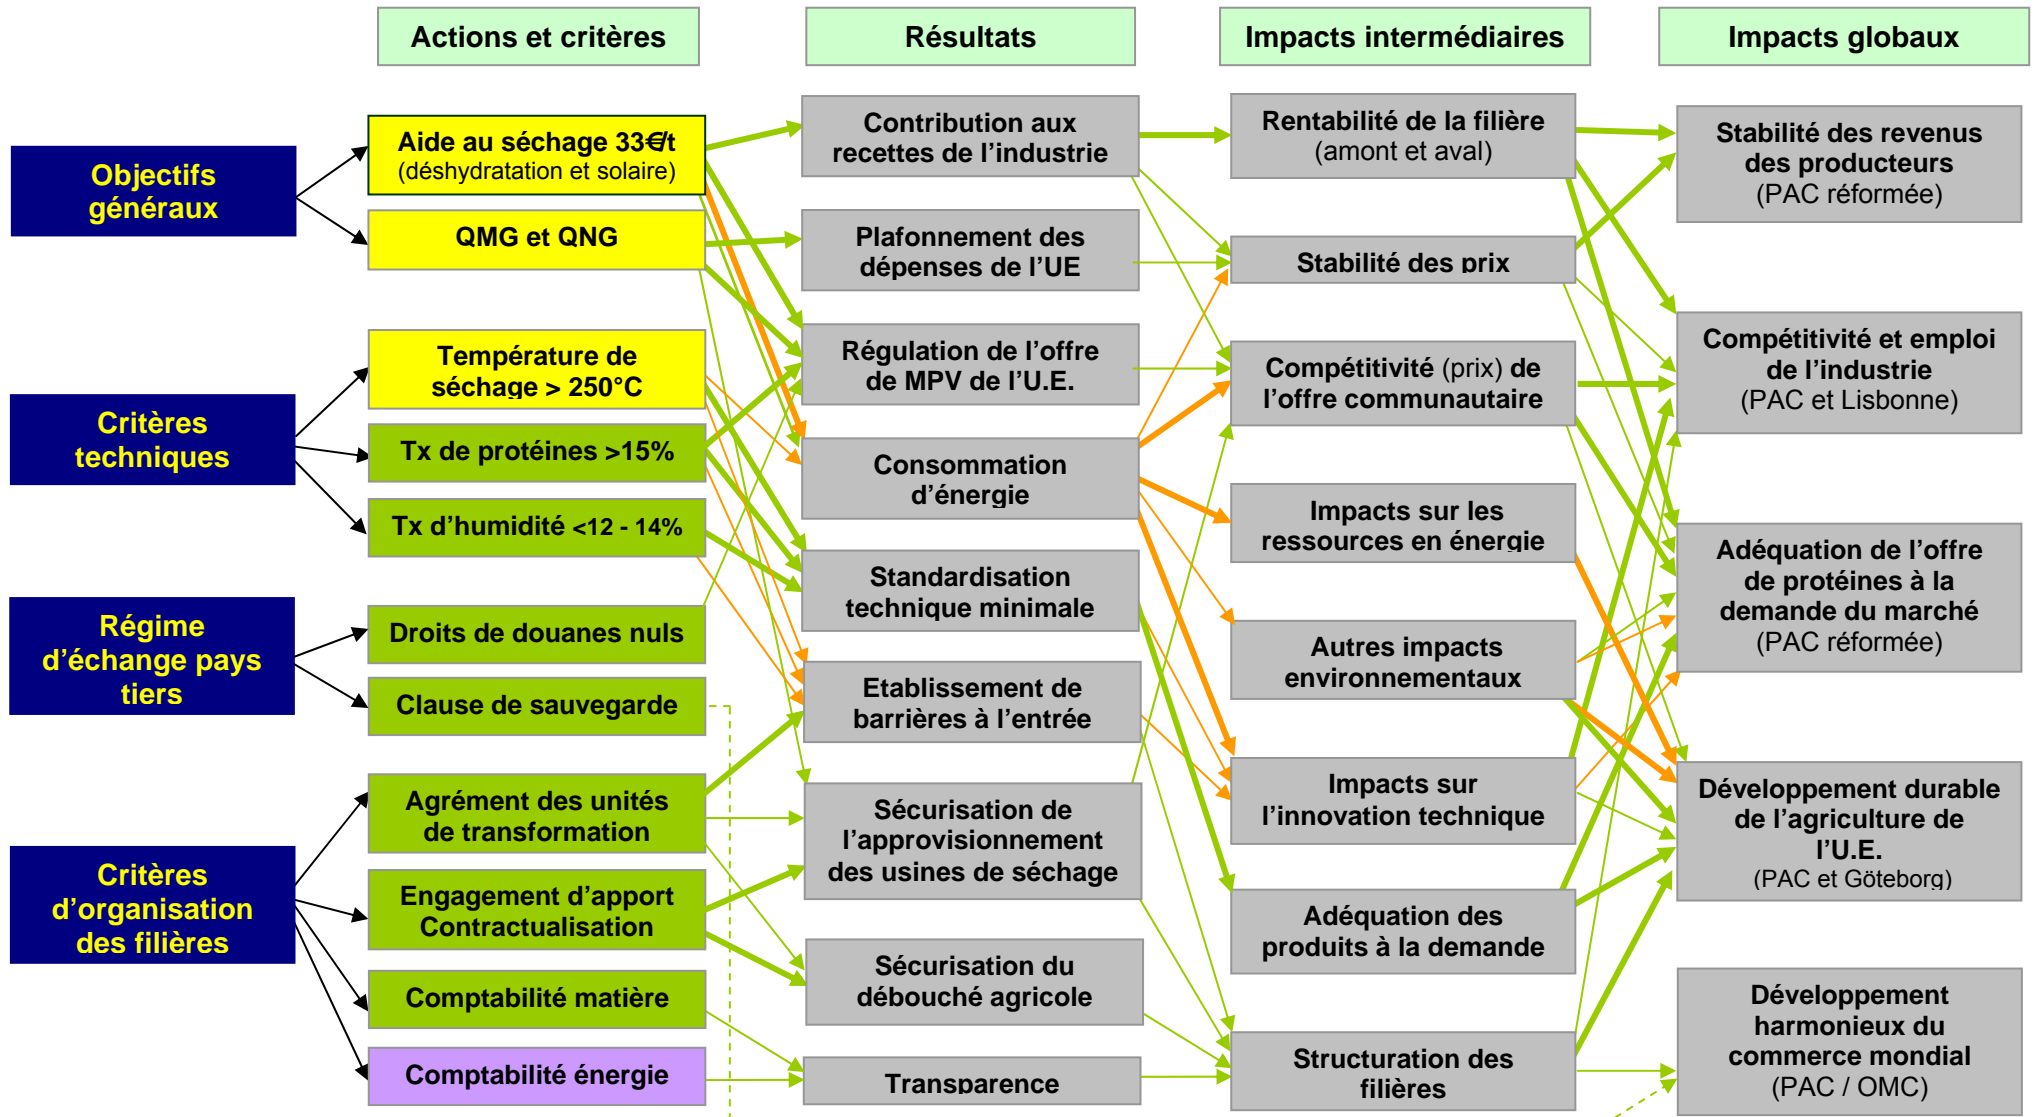 Actions et critères
Résultats
Impacts intermédiaires
Impacts globaux
Objectifs
généraux
Critères
techniques
Régime
d’échange pays
tiers
Critères
d’organisation
des filières
Aide au séchage 33€/t
(déshydratation et solaire)
QMG et QNG
Température de
séchage > 250°C
Tx de protéines >15%
Tx d’humidité <12 - 14%
Droits de douanes nuls
Clause de sauvegarde
Agrément des unités
de transformation
Engagement d’apport
Contractualisation
Comptabilité matière
Comptabilité énergie
Contribution aux
recettes de l’industrie
Plafonnement des
dépenses de l’UE
Régulation de l’offre
de MPV de l’U.E.
Consommation
d’énergie
Standardisation
technique minimale
Etablissement de
barrières à l’entrée
Sécurisation de
l’approvisionnement
des usines de séchage
Sécurisation du
débouché agricole
Transparence
Rentabilité de la filière
(amont et aval)
Stabilité des prix
Compétitivité (prix) de
l’offre communautaire
Impacts sur les
ressources en énergie
Autres impacts
environnementaux
Impacts sur
l’innovation technique
Adéquation des
produits à la demande
Structuration des
filières
Stabilité des revenus
des producteurs
(PAC réformée)
Compétitivité et emploi
de l’industrie
(PAC et Lisbonne)
Adéquation de l’offre
de protéines à la
demande du marché
(PAC réformée)
Développement durable
de l’agriculture de
l’U.E.
(PAC et Göteborg)
Développement
harmonieux du
commerce mondial
(PAC / OMC)